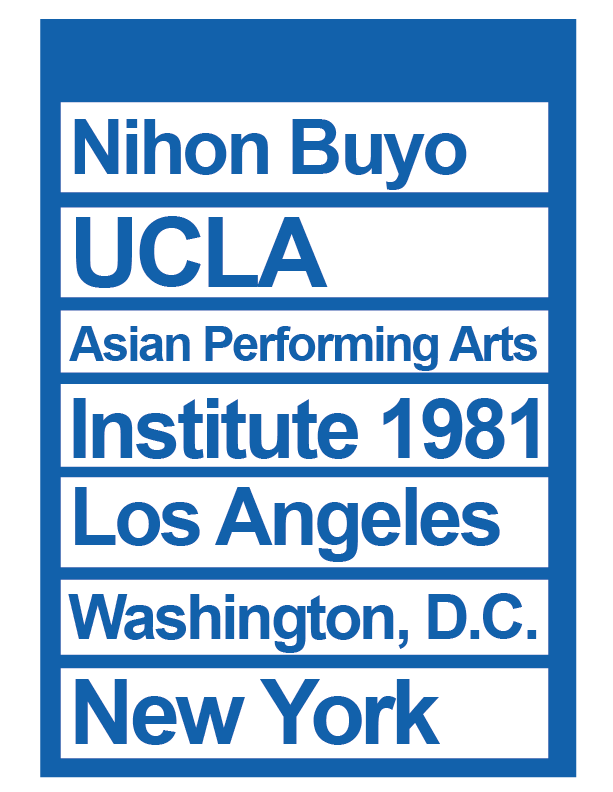 Nihon Buyo
UCLA
Asian Performing Arts
Institute 1981
Los Angeles
Washington, D.C.
New York